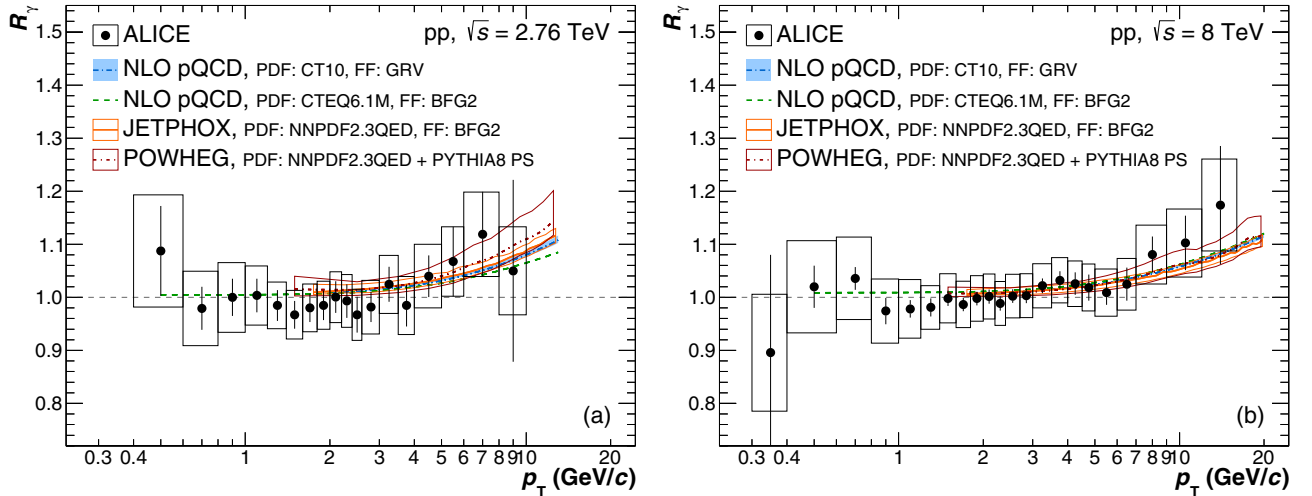 Rγ
1.5
1.4
1.3
1.2
1.1
1.0
0.9
0.8
ALICE
pp, √s = 2.76 TeV
NLO pQCD, PDF: CT10, FF: GRV
NLO pQCD, PDF: CTEQ6.1M, FF: BFG2
JETPHOX, PDF: NNPDF2.3QED, FF: BFG2
POWHEG, PDF: NNPDF2.3QED + PYTHIA8 PS
(a)
0.3 0.4 1 2 3 4 5 6 7 8 9 10 20
pT (GeV/c)
Rγ
1.5
1.4
1.3
1.2
1.1
1.0
0.9
0.8
ALICE
pp, √s = 8 TeV
NLO pQCD, PDF: CT10, FF: GRV
NLO pQCD, PDF: CTEQ6.1M, FF: BFG2
JETPHOX, PDF: NNPDF2.3QED, FF: BFG2
POWHEG, PDF: NNPDF2.3QED + PYTHIA8 PS
(b)
0.3 0.4 1 2 3 4 5 6 7 8 9 10 20
pT (GeV/c)